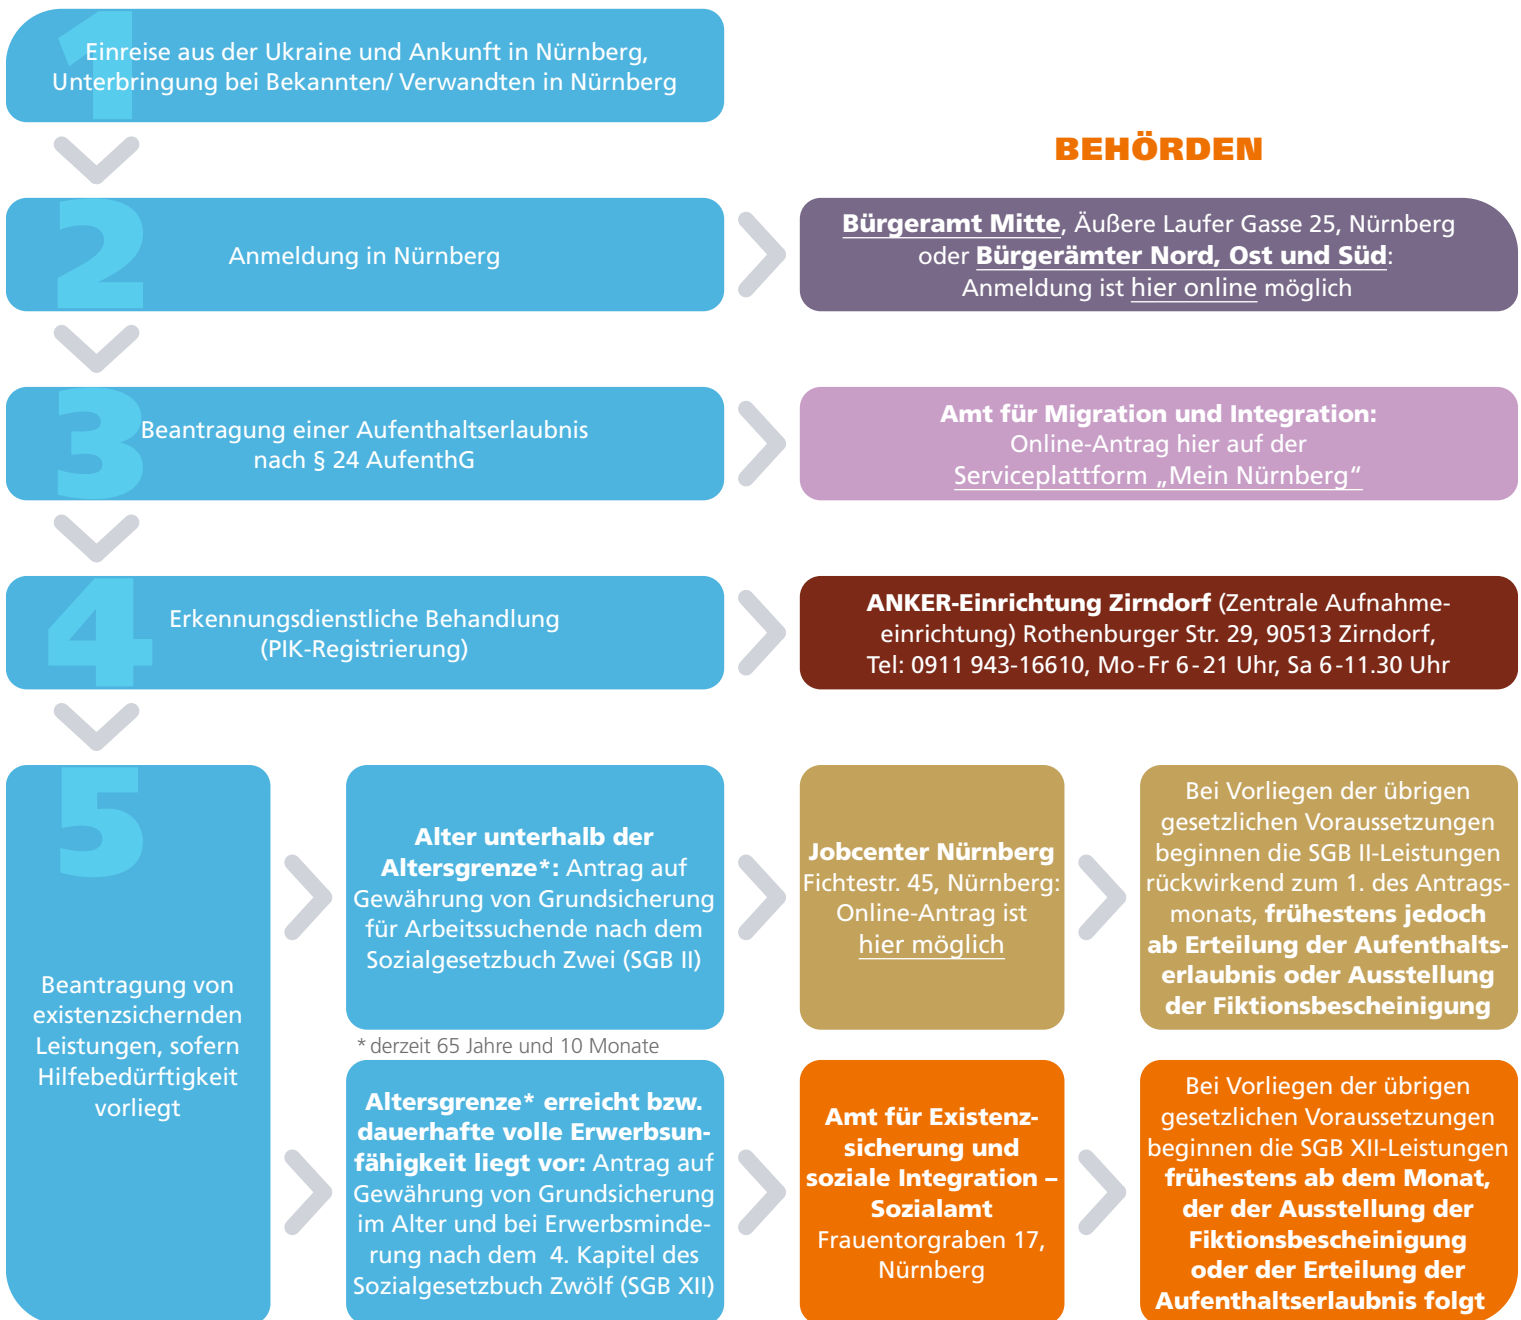 1
Einreise aus der Ukraine und Ankunft in Nürnberg,
Unterbringung bei Bekannten/ Verwandten in Nürnberg
BEHÖRDEN
2
Anmeldung in Nürnberg
Bürgeramt Mitte, Äußere Laufer Gasse 25, Nürnberg
oder Bürgerämter Nord, Ost und Süd:
Anmeldung ist hier online möglich
3
Beantragung einer Aufenthaltserlaubnis
nach § 24 AufenthG
Amt für Migration und Integration:
Online-Antrag hier auf der
Serviceplattform „Mein Nürnberg“
4
Erkennungsdienstliche Behandlung
(PIK-Registrierung)
ANKER-Einrichtung Zirndorf (Zentrale Aufnahme-
einrichtung) Rothenburger Str. 29, 90513 Zirndorf,
Tel: 0911 943-16610, Mo-Fr 6-21 Uhr, Sa 6-11.30 Uhr
5
Beantragung von
existenzsichernden
Leistungen, sofern
Hilfebedürftigkeit
vorliegt
Alter unterhalb der
Altersgrenze*: Antrag auf
Gewährung von Grundsicherung
für Arbeitssuchende nach dem
Sozialgesetzbuch Zwei (SGB II)
Jobcenter Nürnberg
Fichtestr. 45, Nürnberg:
Online-Antrag ist
hier möglich
Bei Vorliegen der übrigen
gesetzlichen Voraussetzungen
beginnen die SGB II-Leistungen
rückwirkend zum 1. des Antrags-
monats, frühestens jedoch
ab Erteilung der Aufenthalts-
erlaubnis oder Ausstellung
der Fiktionsbescheinigung
* derzeit 65 Jahre und 10 Monate
Altersgrenze* erreicht bzw.
dauerhafte volle Erwerbsun-
fähigkeit liegt vor: Antrag auf
Gewährung von Grundsicherung
im Alter und bei Erwerbsminde-
rung nach dem 4. Kapitel des
Sozialgesetzbuch Zwölf (SGB XII)
Amt für Existenz-
sicherung und
soziale Integration –
Sozialamt
Frauentorgraben 17,
Nürnberg
Bei Vorliegen der übrigen
gesetzlichen Voraussetzungen
beginnen die SGB XII-Leistungen
frühestens ab dem Monat,
der der Ausstellung der
Fiktionsbescheinigung
oder der Erteilung der
Aufenthaltserlaubnis folgt